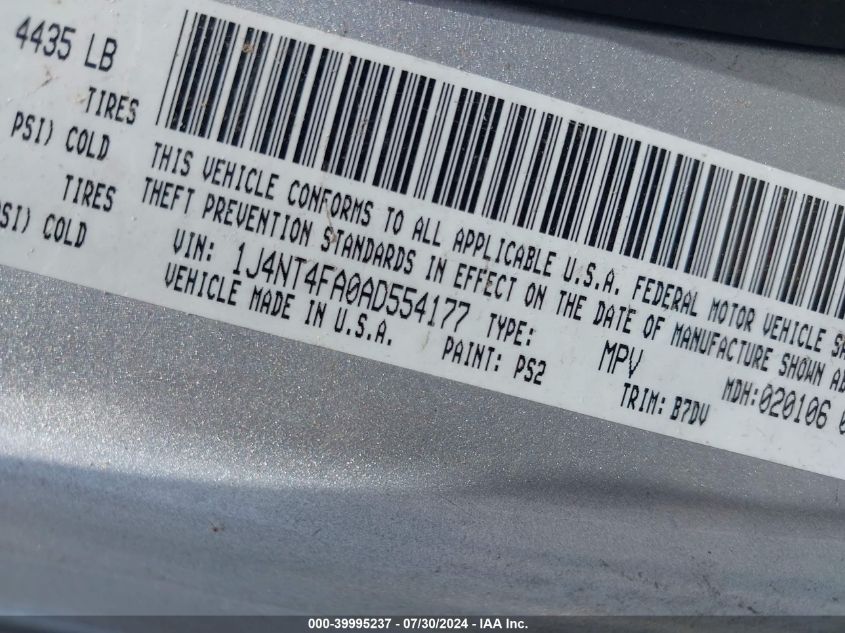 4435 LB
TIRES
PSI) COLD
TIRES
PSI) COLD
THIS VEHICLE CONFORMS TO ALL APPLICABLE U.S.A. FEDERAL MOTOR VEHICLE SA
THEFT PREVENTION STANDARDS IN EFFECT ON THE DATE OF MANUFACTURE SHOWN AB
VIN: 1J4NT4FA0AD554177 TYPE: MPV MDH:020106 0
VEHICLE MADE IN U.S.A. PAINT: PS2 TRIM: B7DV
000-39995237 - 07/30/2024 - IAA Inc.